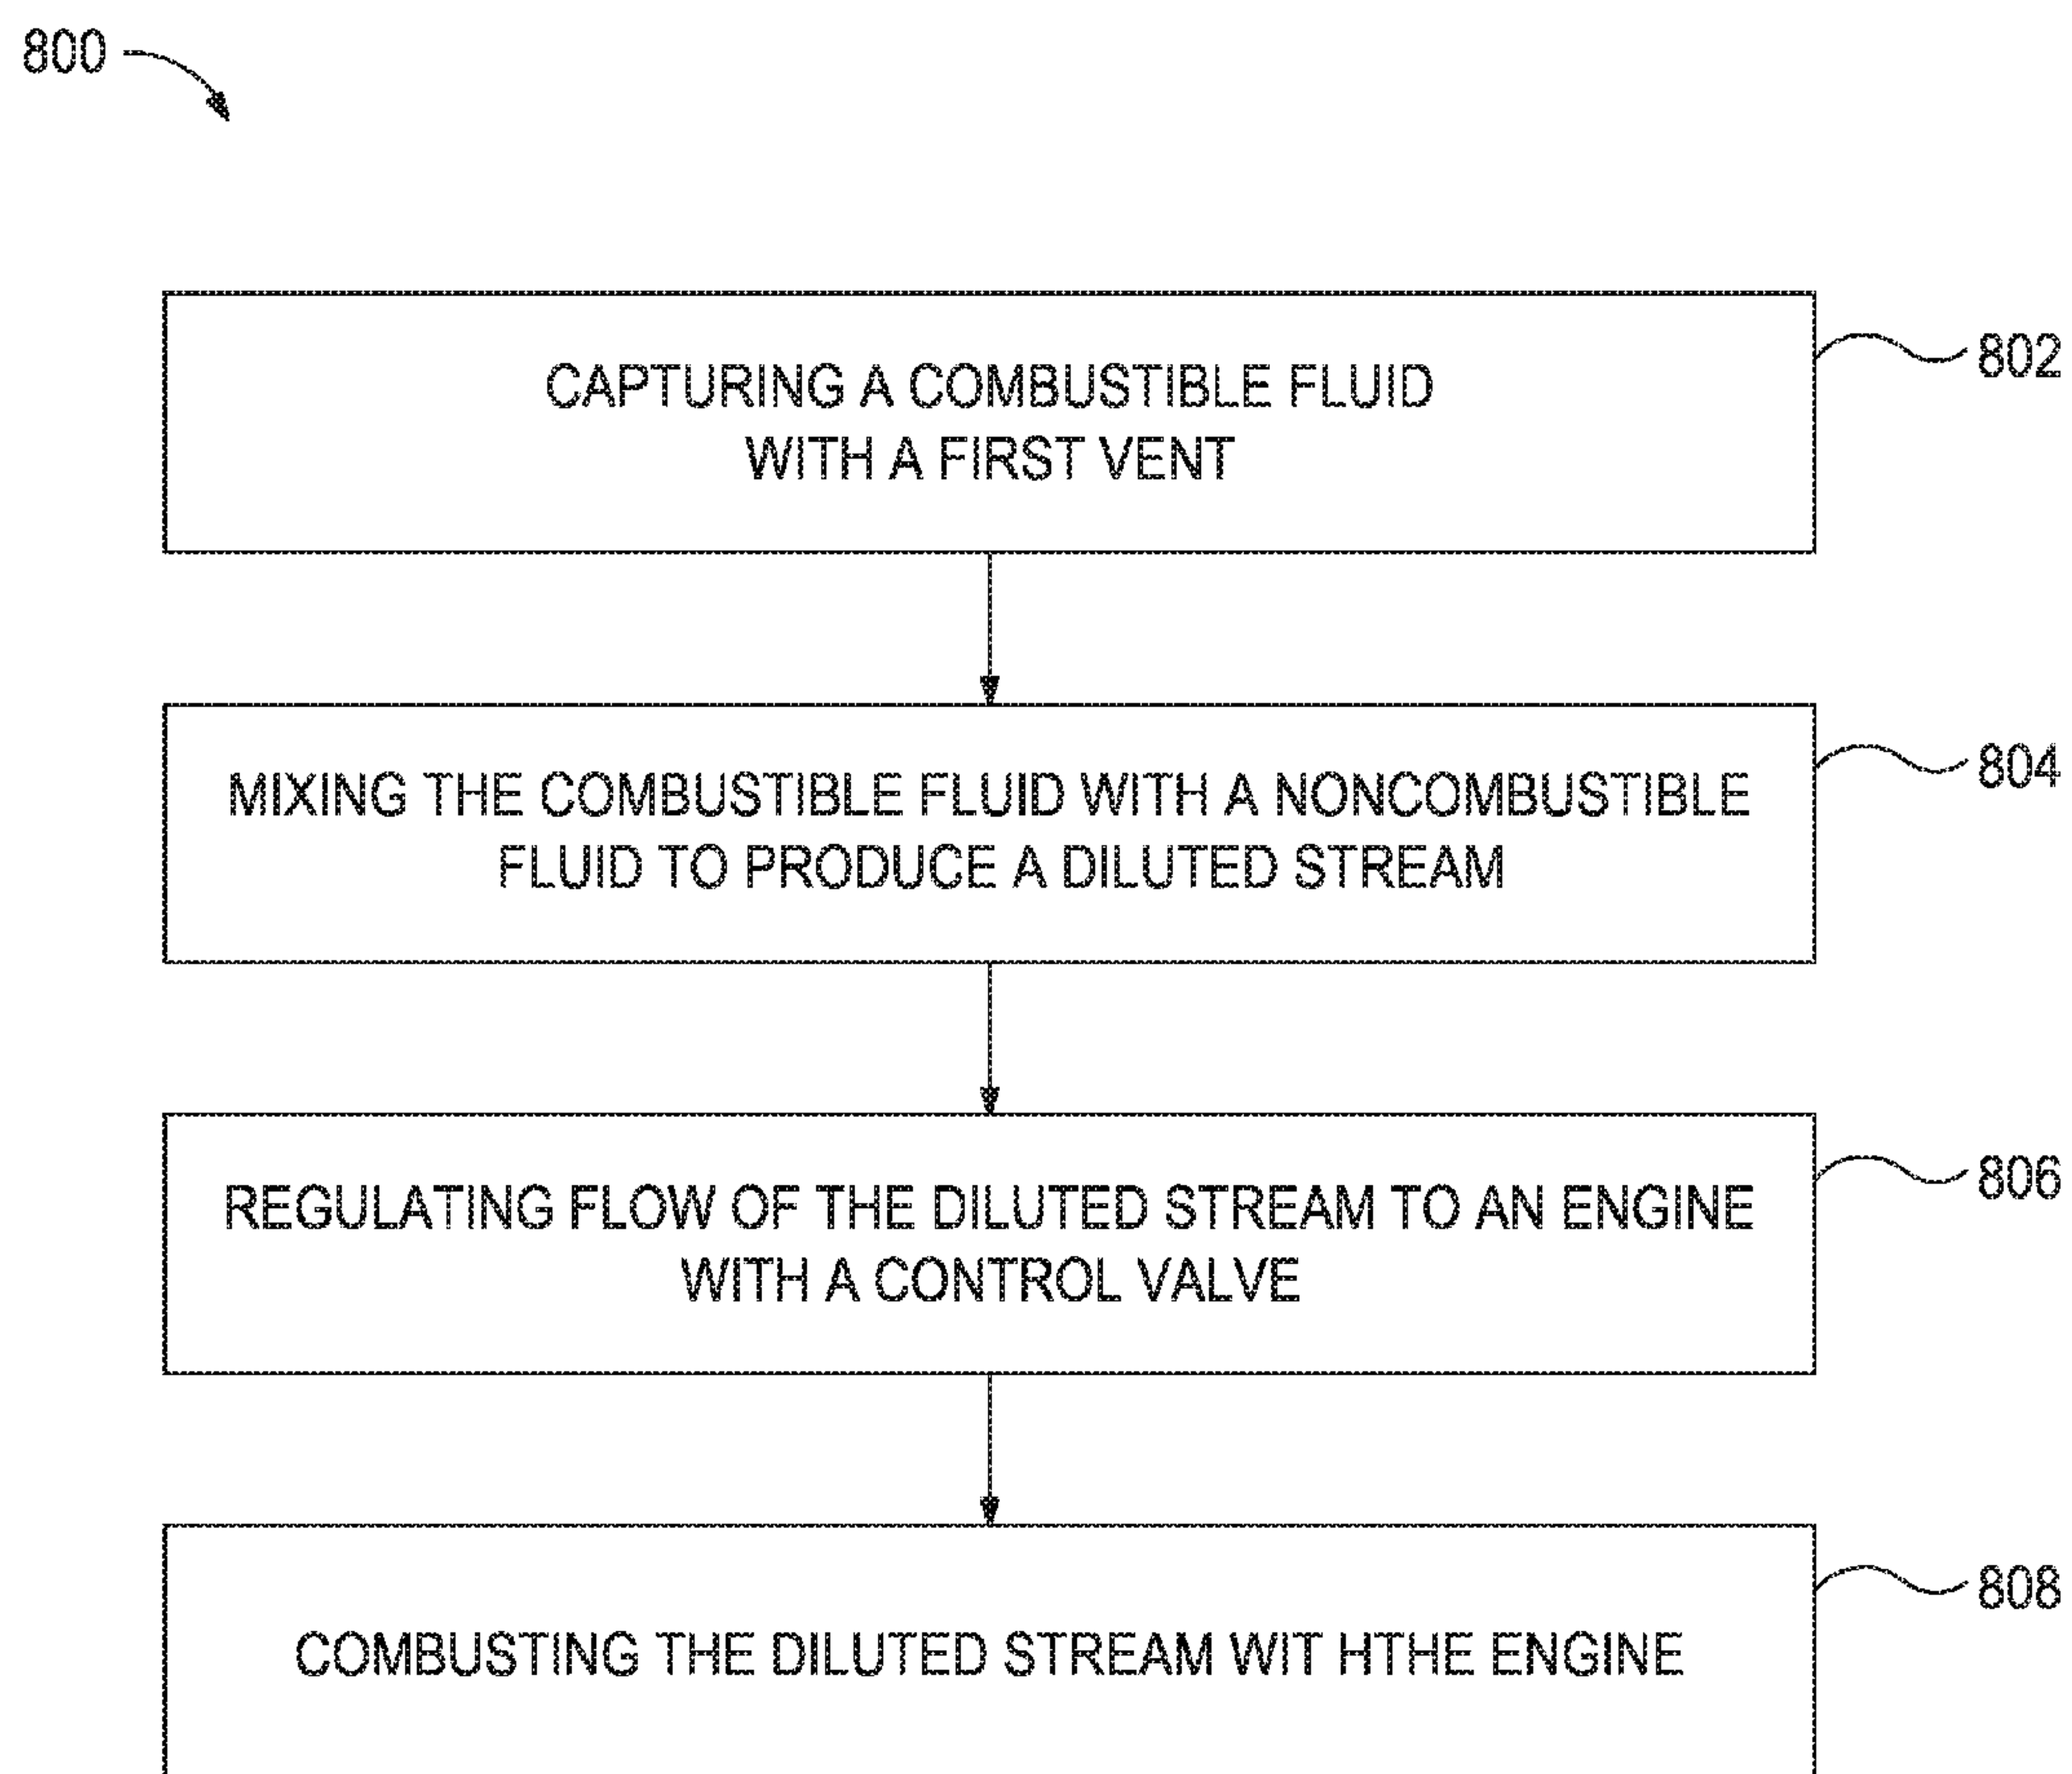 800
CAPTURING A COMBUSTIBLE FLUID
WITH A FIRST VENT
802
MIXING THE COMBUSTIBLE FLUID WITH A NONCOMBUSTIBLE
FLUID TO PRODUCE A DILUTED STREAM
804
REGULATING FLOW OF THE DILUTED STREAM TO AN ENGINE
WITH A CONTROL VALVE
806
COMBUSTING THE DILUTED STREAM WIT HTHE ENGINE
808